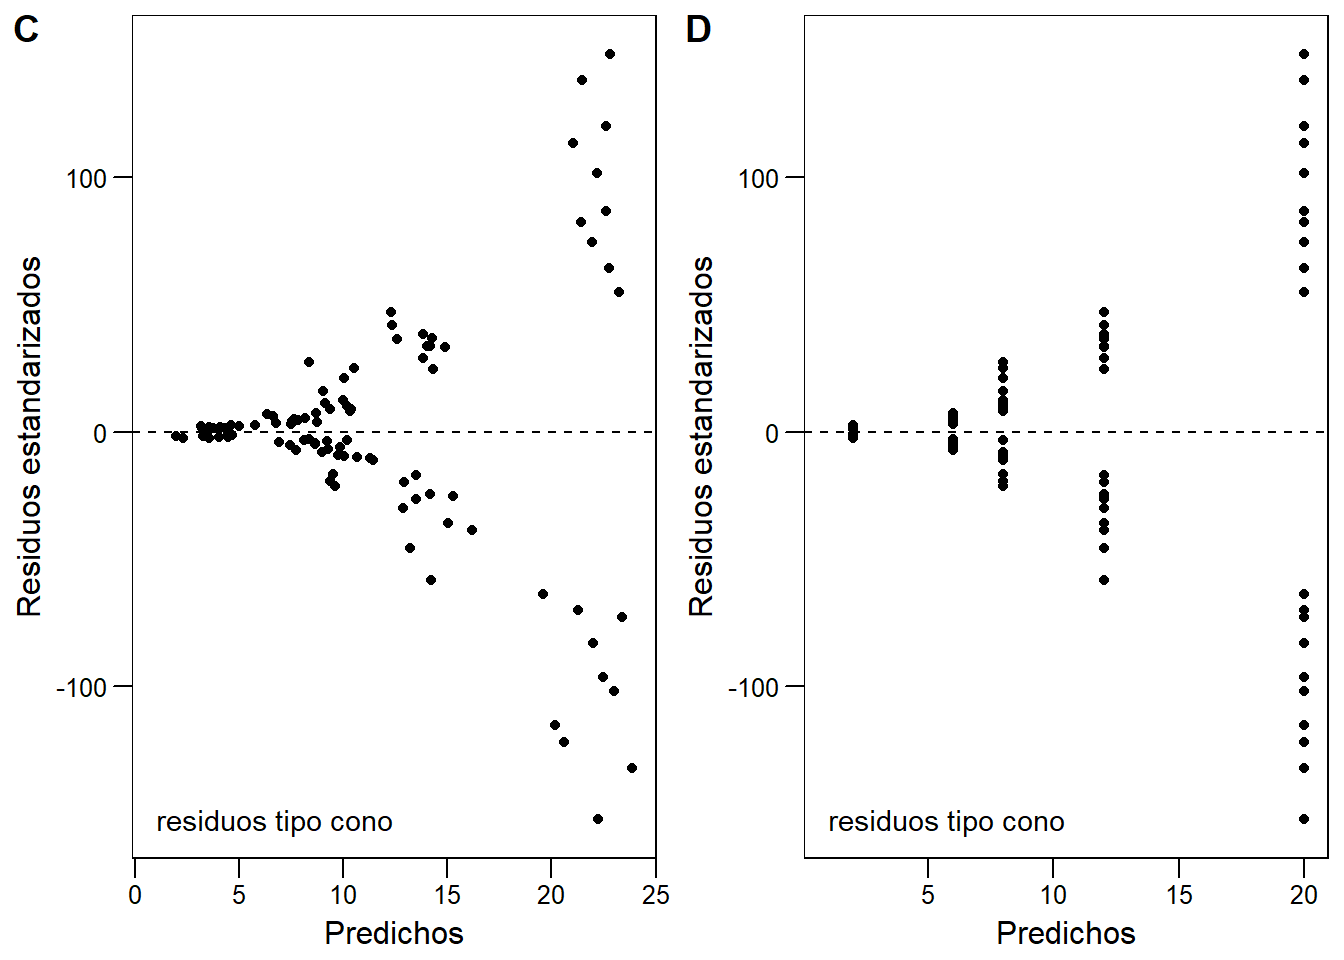 C
Residuos estandarizados
100
0
-100
residuos tipo cono
0 5 10 15 20 25
Predichos
D
Residuos estandarizados
100
0
-100
residuos tipo cono
5 10 15 20
Predichos